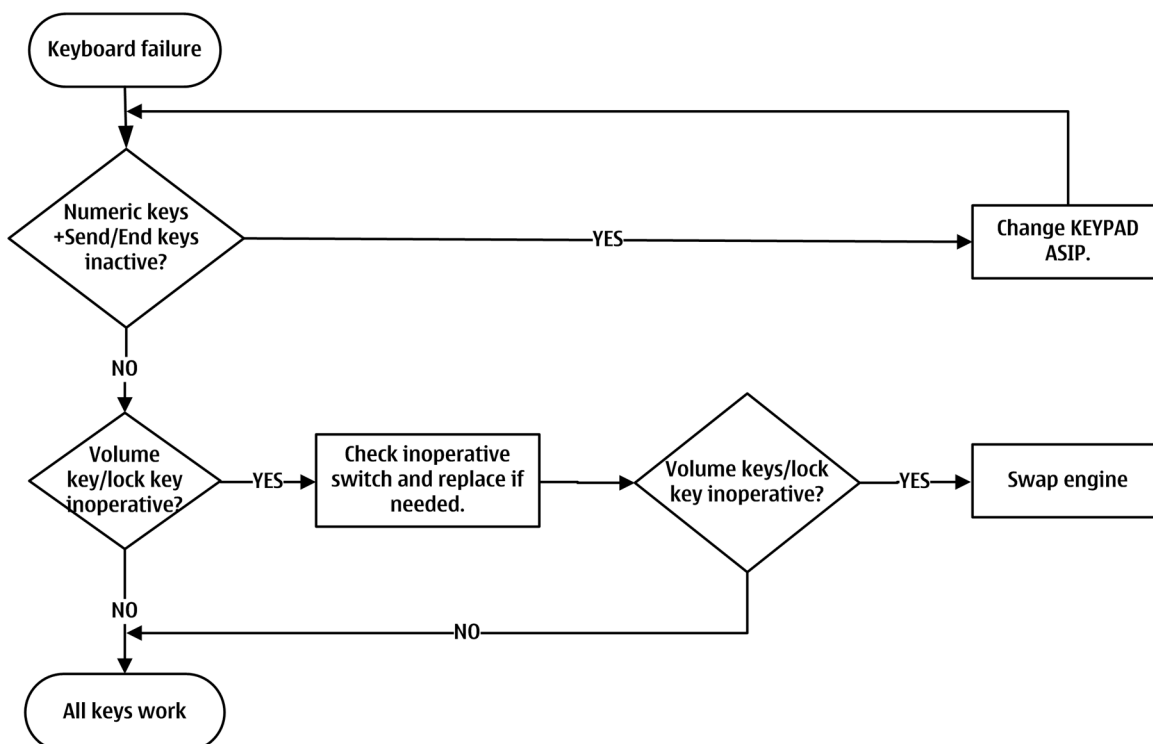 Keyboard failure
Numeric keys
+Send/End keys
inactive?
YES
Change KEYPAD
ASIP.
NO
Volume
key/lock key
inoperative?
YES
Check inoperative
switch and replace if
needed.
Volume keys/lock
key inoperative?
YES
Swap engine
NO
NO
All keys work